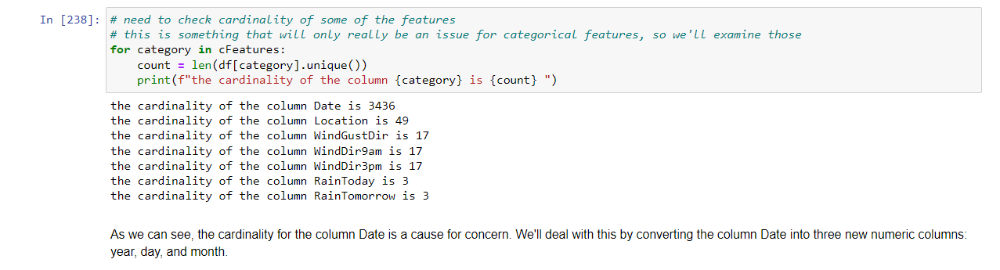 In [238]: # need to check cardinality of some of the features
# this is something that will only really be an issue for categorical features, so we'll examine those
for category in cFeatures:
    count = len(df[category].unique())
    print(f"the cardinality of the column {category} is {count} ")
the cardinality of the column Date is 3436
the cardinality of the column Location is 49
the cardinality of the column WindGustDir is 17
the cardinality of the column WindDir9am is 17
the cardinality of the column WindDir3pm is 17
the cardinality of the column RainToday is 3
the cardinality of the column RainTomorrow is 3
As we can see, the cardinality for the column Date is a cause for concern. We'll deal with this by converting the column Date into three new numeric columns:
year, day, and month.